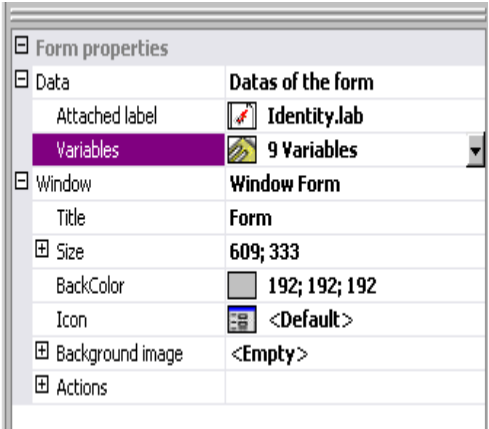 Form properties
Data Datas of the form
Attached label Identity.lab
Variables 9 Variables
Window Window Form
Title Form
Size 609; 333
BackColor 192; 192; 192
Icon <Default>
Background image <Empty>
Actions